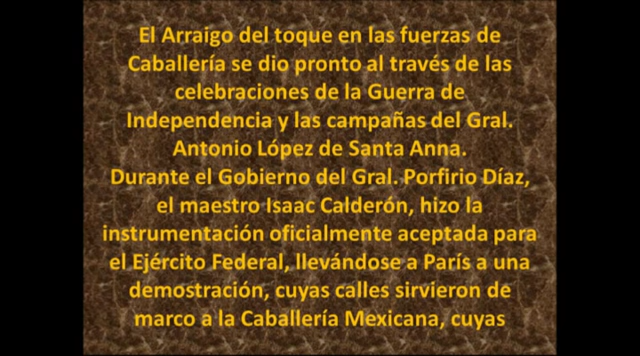 El Arraigo del toque en las fuerzas de
Caballería se dio pronto al través de las
celebraciones de la Guerra de
Independencia y las campañas del Gral.
Antonio López de Santa Anna.
Durante el Gobierno del Gral. Porfirio Díaz,
el maestro Isaac Calderón, hizo la
instrumentación oficialmente aceptada para
el Ejército Federal, llevándose a París a una
demostración, cuyas calles sirvieron de
marco a la Caballería Mexicana, cuyas